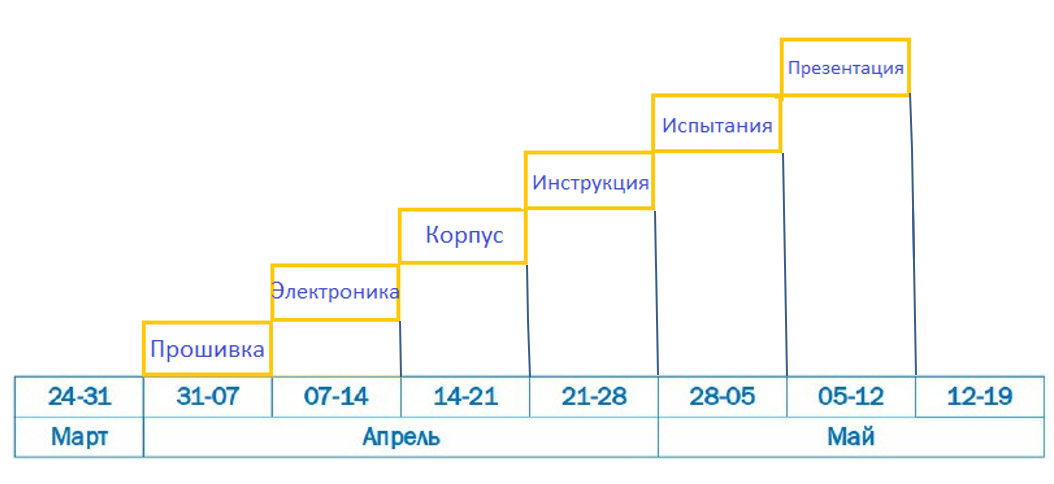 Презентация
Испытания
Инструкция
Корпус
Электроника
Прошивка
24-31 31-07 07-14 14-21 21-28 28-05 05-12 12-19
Март Апрель Май